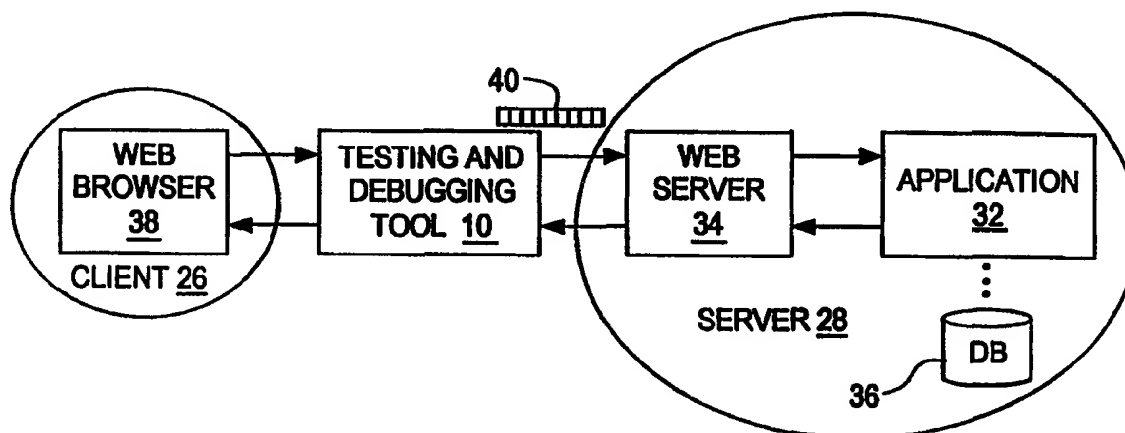 40
WEB
BROWSER
38
CLIENT 26
TESTING AND
DEBUGGING
TOOL 10
WEB
SERVER
34
APPLICATION
32
SERVER 28
DB
36